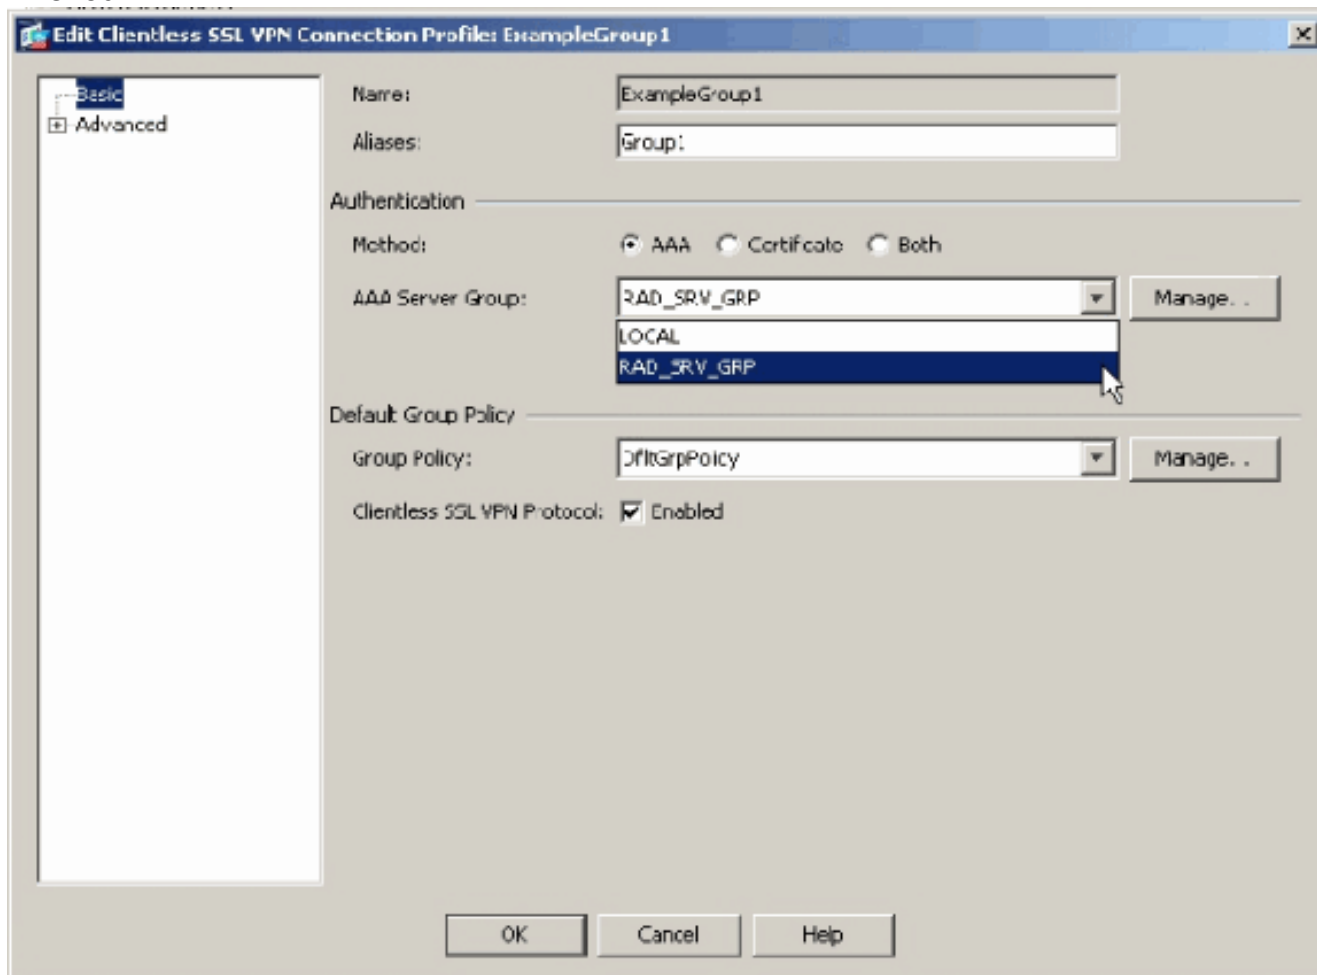 Edit Clientless SSL VPN Connection Profile: ExampleGroup1
Basic
Advanced
Name: ExampleGroup1
Aliases: Group1
Authentication
Method: AAA Certificate Both
AAA Server Group: RAD_SRV_GRP Manage..
LOCAL
RAD_SRV_GRP
Default Group Policy
Group Policy: DfltGrpPolicy Manage..
Clientless SSL VPN Protocol: Enabled
OK Cancel Help